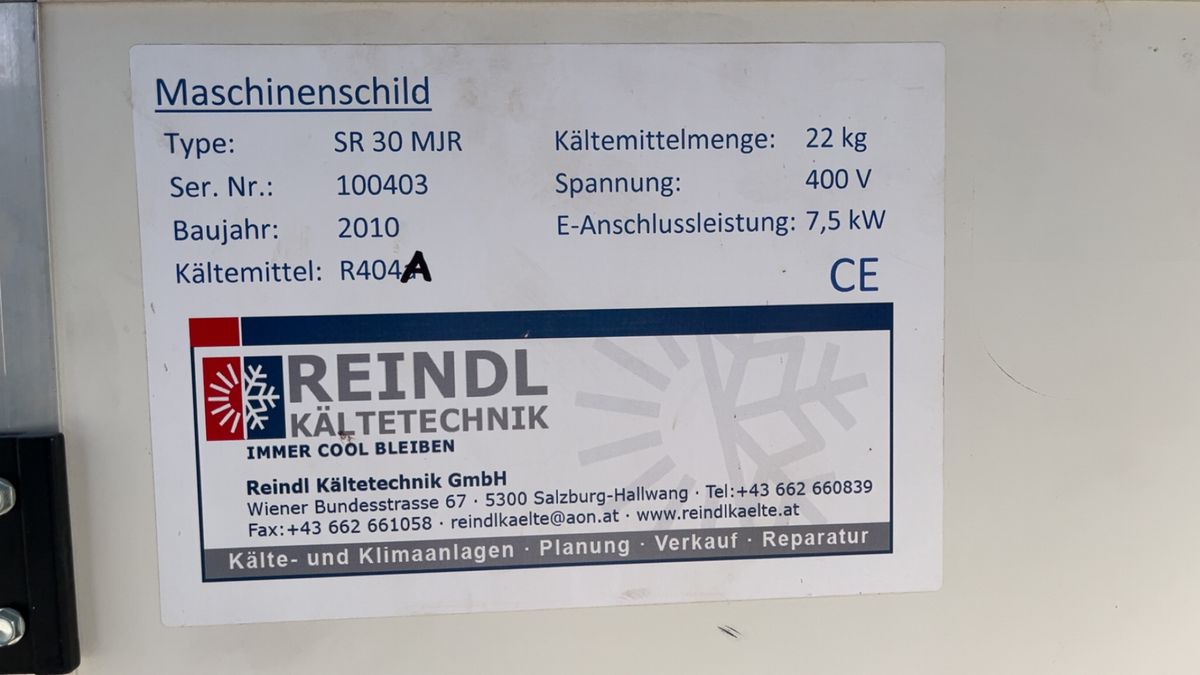 Maschinenschild
Type: SR 30 MJR
Ser. Nr.: 100403
Baujahr: 2010
Kältemittel: R404A
Kältemittelmenge: 22 kg
Spannung: 400 V
E-Anschlussleistung: 7,5 kW
CE
REINDL
KÄLTETECHNIK
IMMER COOL BLEIBEN
Reindl Kältetechnik GmbH
Wiener Bundesstrasse 67 · 5300 Salzburg-Hallwang · Tel:+43 662 660839
Fax:+43 662 661058 · reindlkaelte@aon.at · www.reindlkaelte.at
Kälte- und Klimaanlagen · Planung · Verkauf · Reparatur